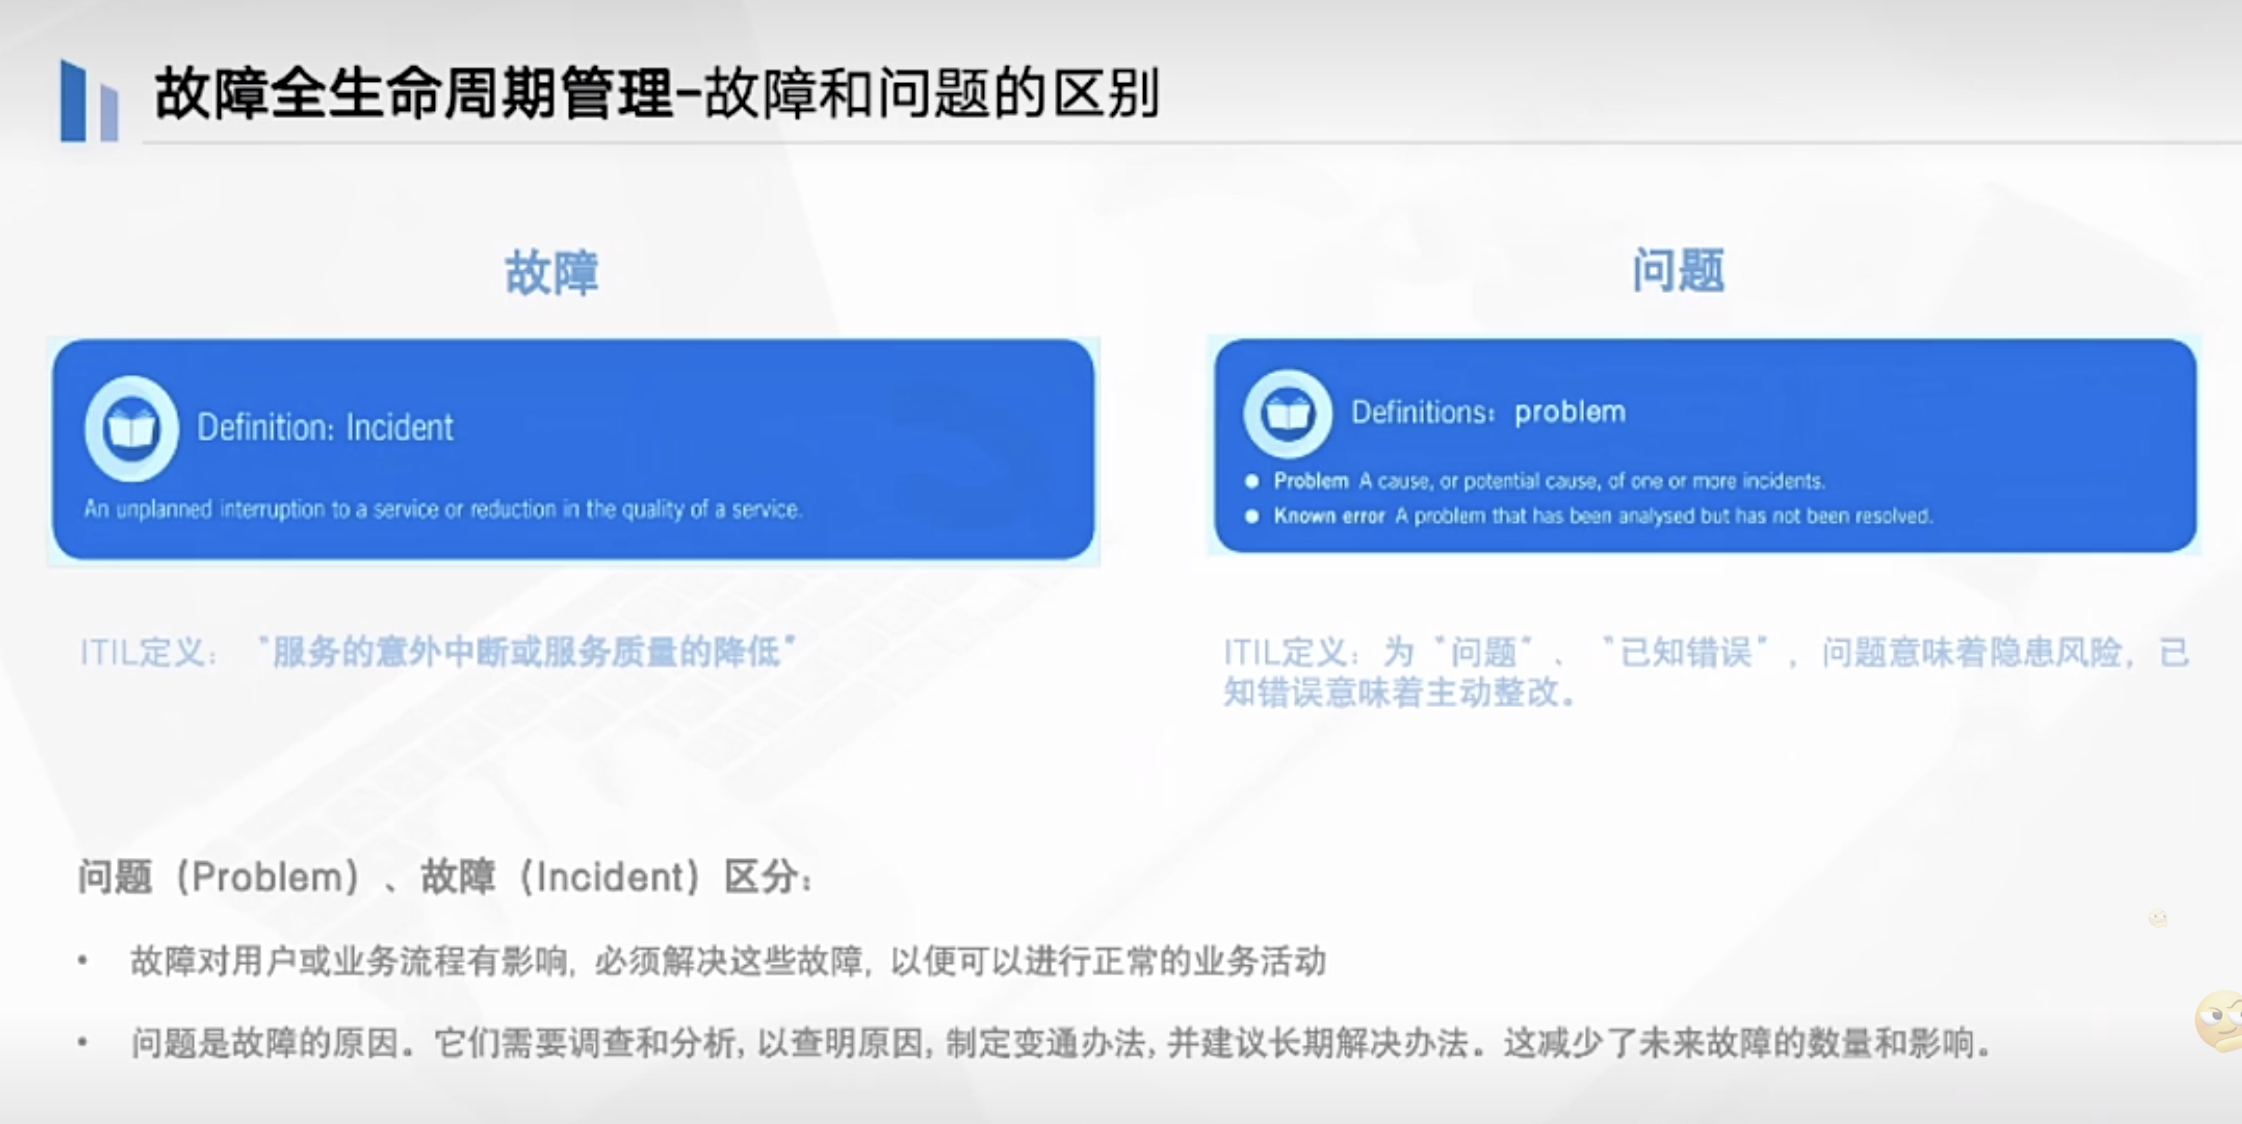 故障全生命周期管理-故障和问题的区别
故障
Definition: Incident
An unplanned interruption to a service or reduction in the quality of a service.
ITIL定义：“服务的意外中断或服务质量的降低”
问题
Definitions: problem
● Problem A cause, or potential cause, of one or more incidents.
● Known error A problem that has been analysed but has not been resolved.
ITIL定义：为“问题”、“已知错误”，问题意味着隐患风险，已
知错误意味着主动整改。
问题（Problem）、故障（Incident）区分：
• 故障对用户或业务流程有影响, 必须解决这些故障, 以便可以进行正常的业务活动
• 问题是故障的原因。它们需要调查和分析, 以查明原因, 制定变通办法, 并建议长期解决办法。这减少了未来故障的数量和影响。